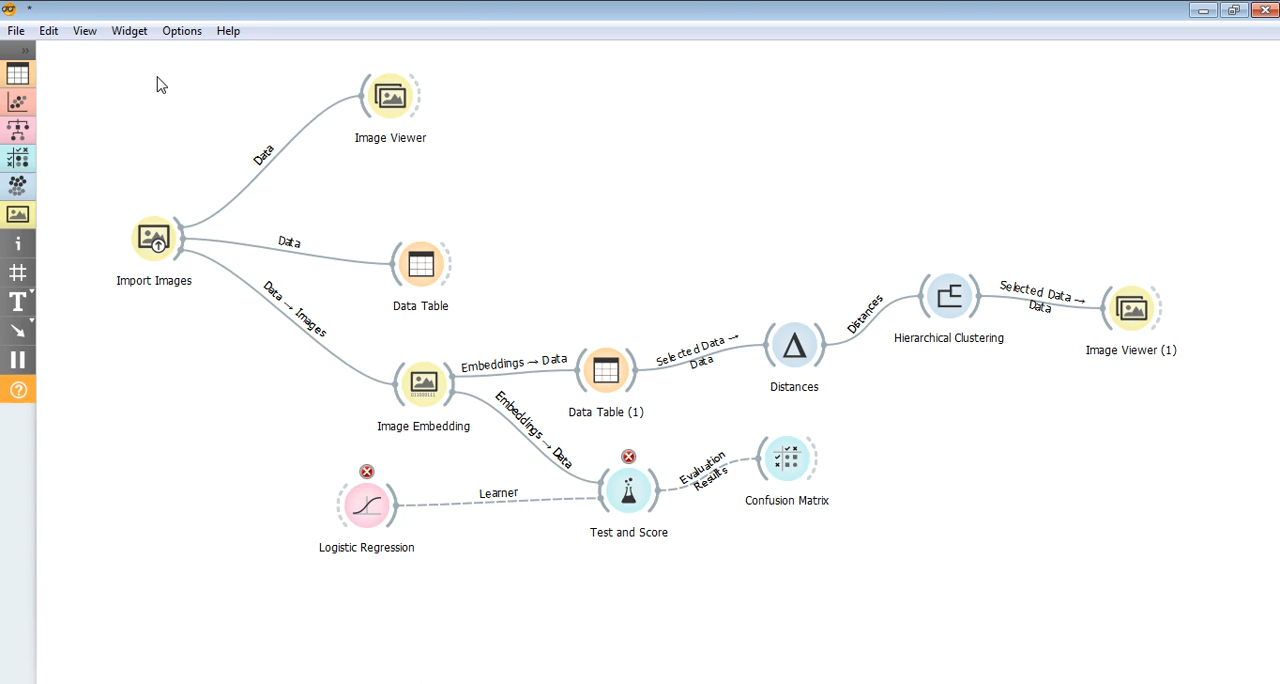 *
File Edit View Widget Options Help
Data
Image Viewer
Import Images
Data
Data Table
Data → Images
Image Embedding
Embeddings → Data
Data Table (1)
Selected Data →
Data
Distances
Distances
Hierarchical Clustering
Selected Data →
Data
Image Viewer (1)
Embeddings → Data
Logistic Regression
Learner
Test and Score
Evaluation
Results
Confusion Matrix